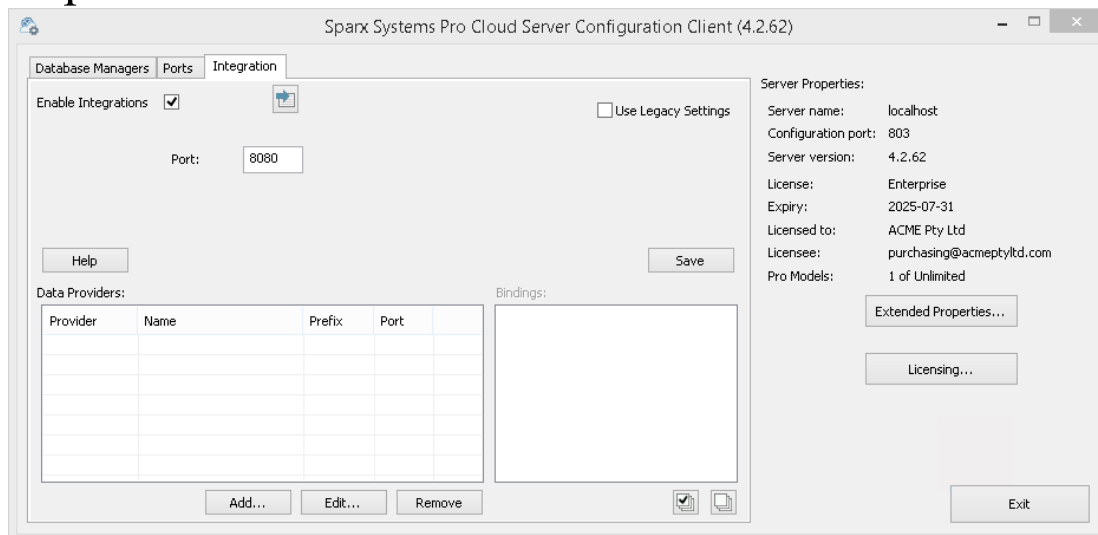 Sparx Systems Pro Cloud Server Configuration Client (4.2.62)
Database Managers Ports Integration
Enable Integrations
Use Legacy Settings
Port: 8080
Help
Save
Data Providers:
Bindings:
Provider Name Prefix Port
Add... Edit... Remove
Server Properties:
Server name: localhost
Configuration port: 803
Server version: 4.2.62
License: Enterprise
Expiry: 2025-07-31
Licensed to: ACME Pty Ltd
Licensee: purchasing@acmeptyltd.com
Pro Models: 1 of Unlimited
Extended Properties...
Licensing...
Exit